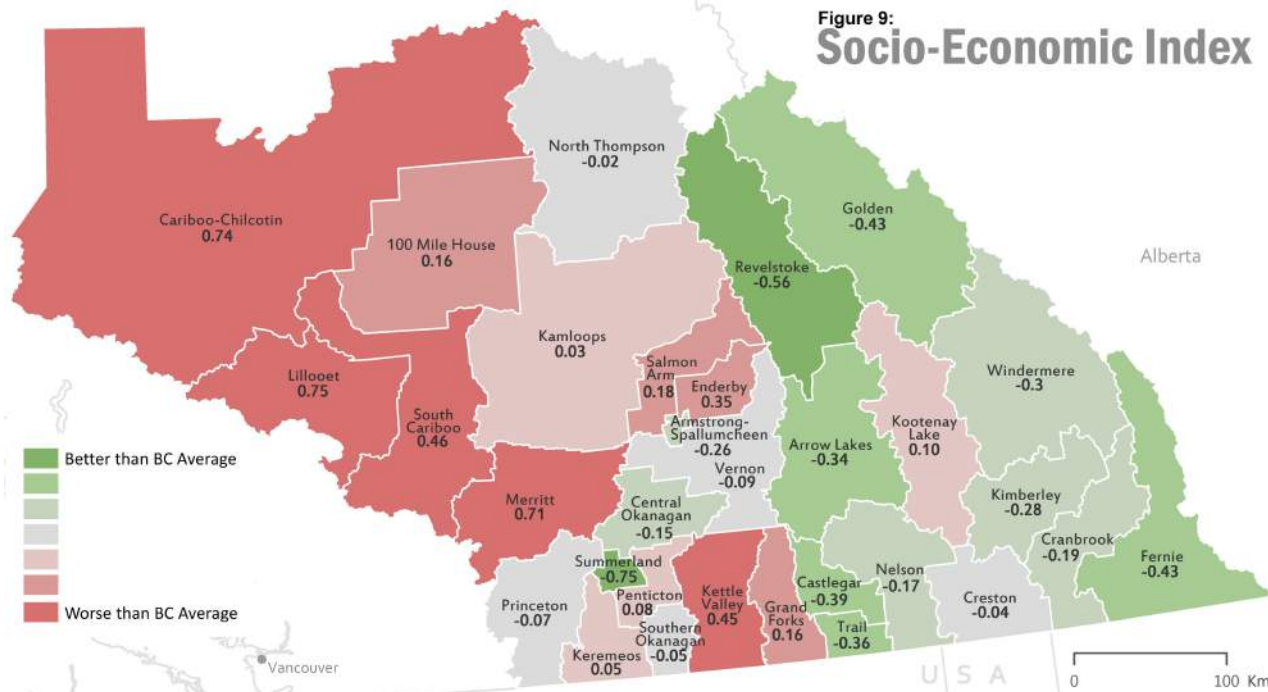 Figure 9:
Socio-Economic Index
North Thompson
-0.02
Cariboo-Chilcotin
0.74
100 Mile House
0.16
Golden
-0.43
Revelstoke
-0.56
Alberta
Kamloops
0.03
Salmon
Arm
0.18
Enderby
0.35
Lillooet
0.75
South
Cariboo
0.46
Windermere
-0.3
Armstrong-
Spallumcheen
-0.26
Vernon
-0.09
Arrow Lakes
-0.34
Kootenay
Lake
0.10
Better than BC Average
Merritt
0.71
Central
Okanagan
-0.15
Kimberley
-0.28
Cranbrook
-0.19
Fernie
-0.43
Summerland
-0.75
Penticton
0.08
Kettle
Valley
0.45
Grand
Forks
0.16
Castlegar
-0.39
Nelson
-0.17
Creston
-0.04
Worse than BC Average
Princeton
-0.07
Keremeos
0.05
Southern
Okanagan
-0.05
Trail
-0.36
Vancouver
USA
0 100 Km